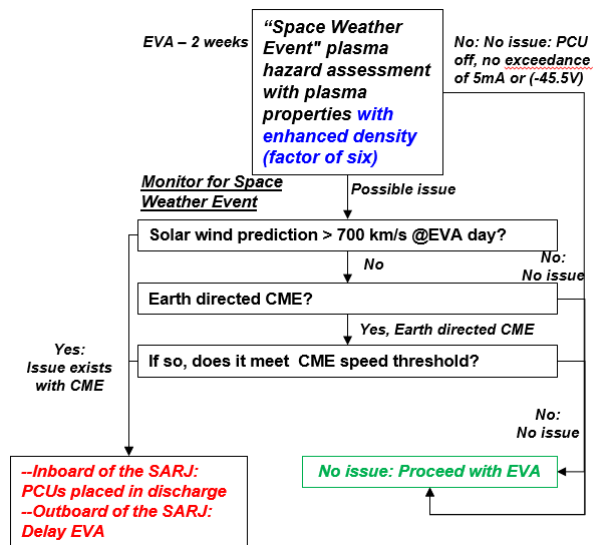 EVA – 2 weeks
“Space Weather
Event" plasma
hazard assessment
with plasma
properties with
enhanced density
(factor of six)
No: No issue: PCU
off, no exceedance
of 5mA or (-45.5V)
Monitor for Space
Weather Event
Possible issue
Solar wind prediction > 700 km/s @EVA day?
No
No:
No issue
Earth directed CME?
Yes, Earth directed CME
Yes:
Issue exists
with CME
If so, does it meet CME speed threshold?
No:
No issue
--Inboard of the SARJ:
PCUs placed in discharge
--Outboard of the SARJ:
Delay EVA
No issue: Proceed with EVA